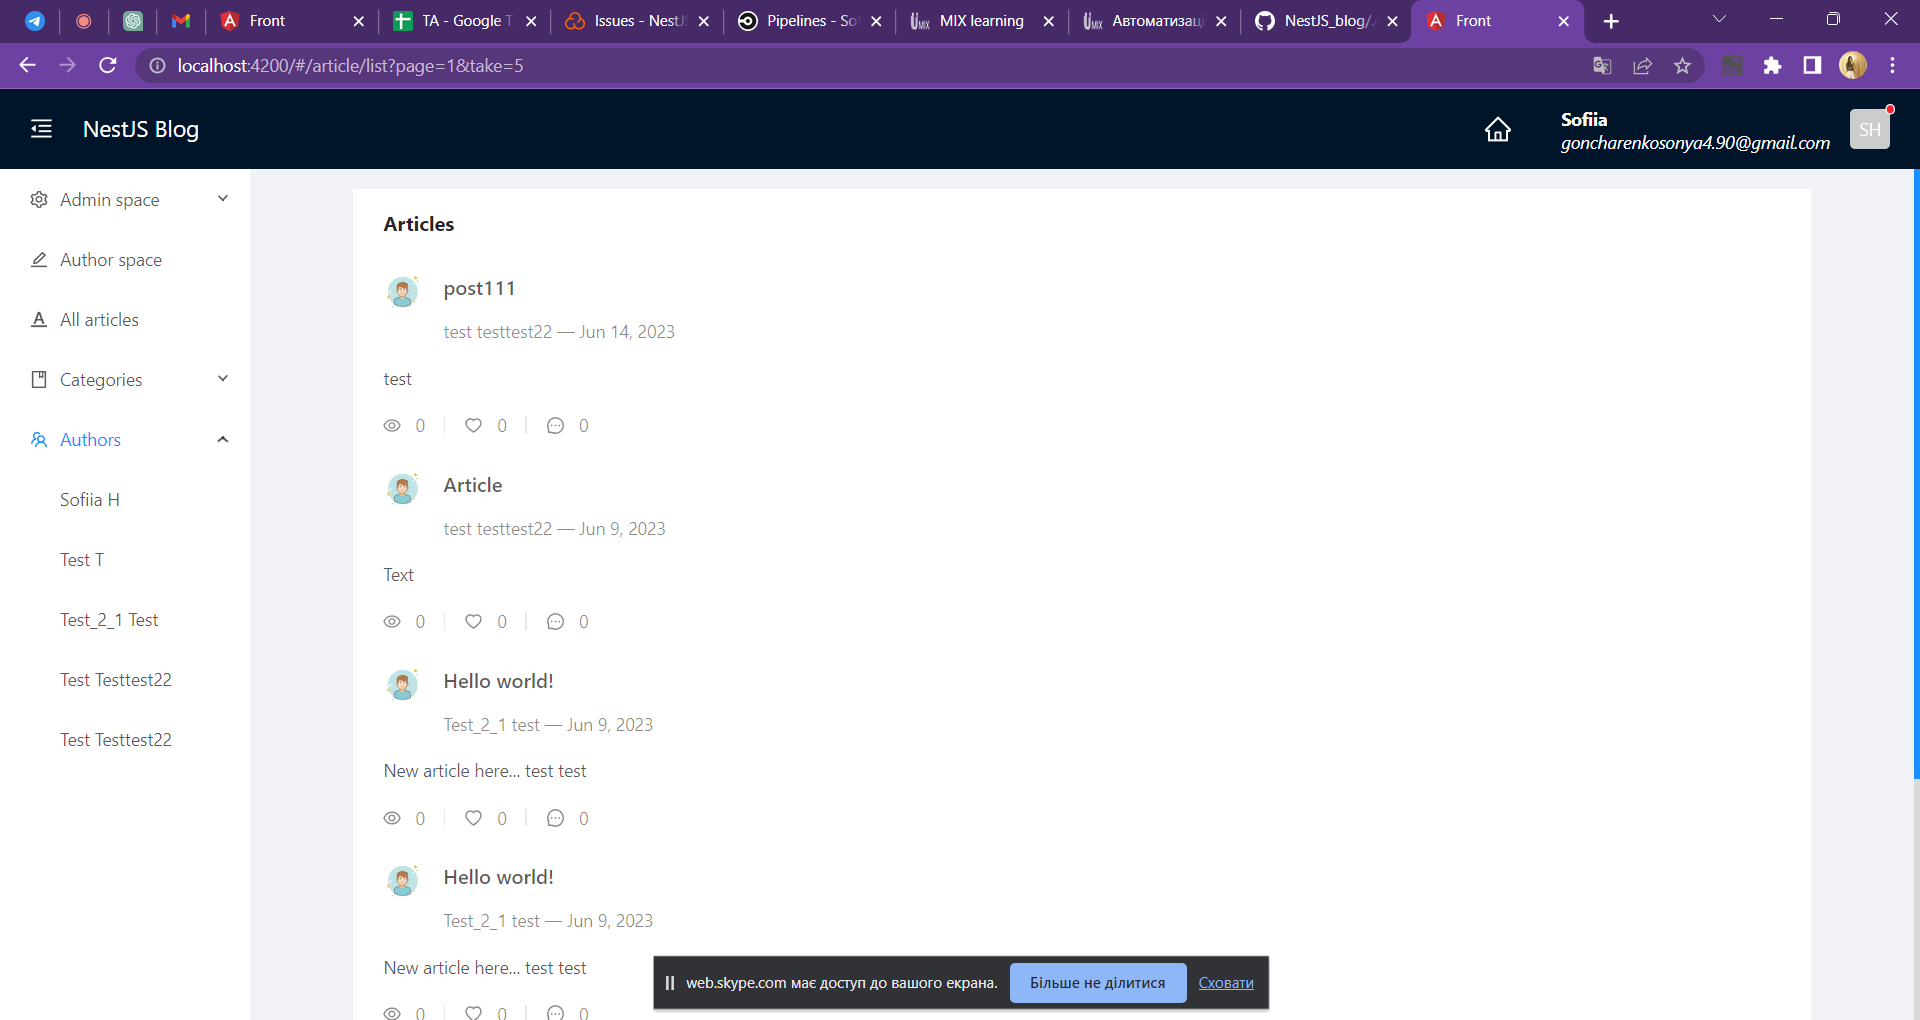 Front
TA - Google T
Issues - NestJS
Pipelines - So
MIX learning
Автоматизаці
NestJS_blog/.
Front
localhost:4200/#/article/list?page=1&take=5
NestJS Blog
Sofiia
goncharenkosonya4.90@gmail.com
SH
Admin space
Author space
All articles
Categories
Authors
Sofiia H
Test T
Test_2_1 Test
Test Testtest22
Test Testtest22
Articles
post111
test testtest22 — Jun 14, 2023
test
0 0 0
Article
test testtest22 — Jun 9, 2023
Text
0 0 0
Hello world!
Test_2_1 test — Jun 9, 2023
New article here... test test
0 0 0
Hello world!
Test_2_1 test — Jun 9, 2023
New article here... test test
0 0 0
web.skype.com має доступ до вашого екрана.
Більше не ділитися
Сховати